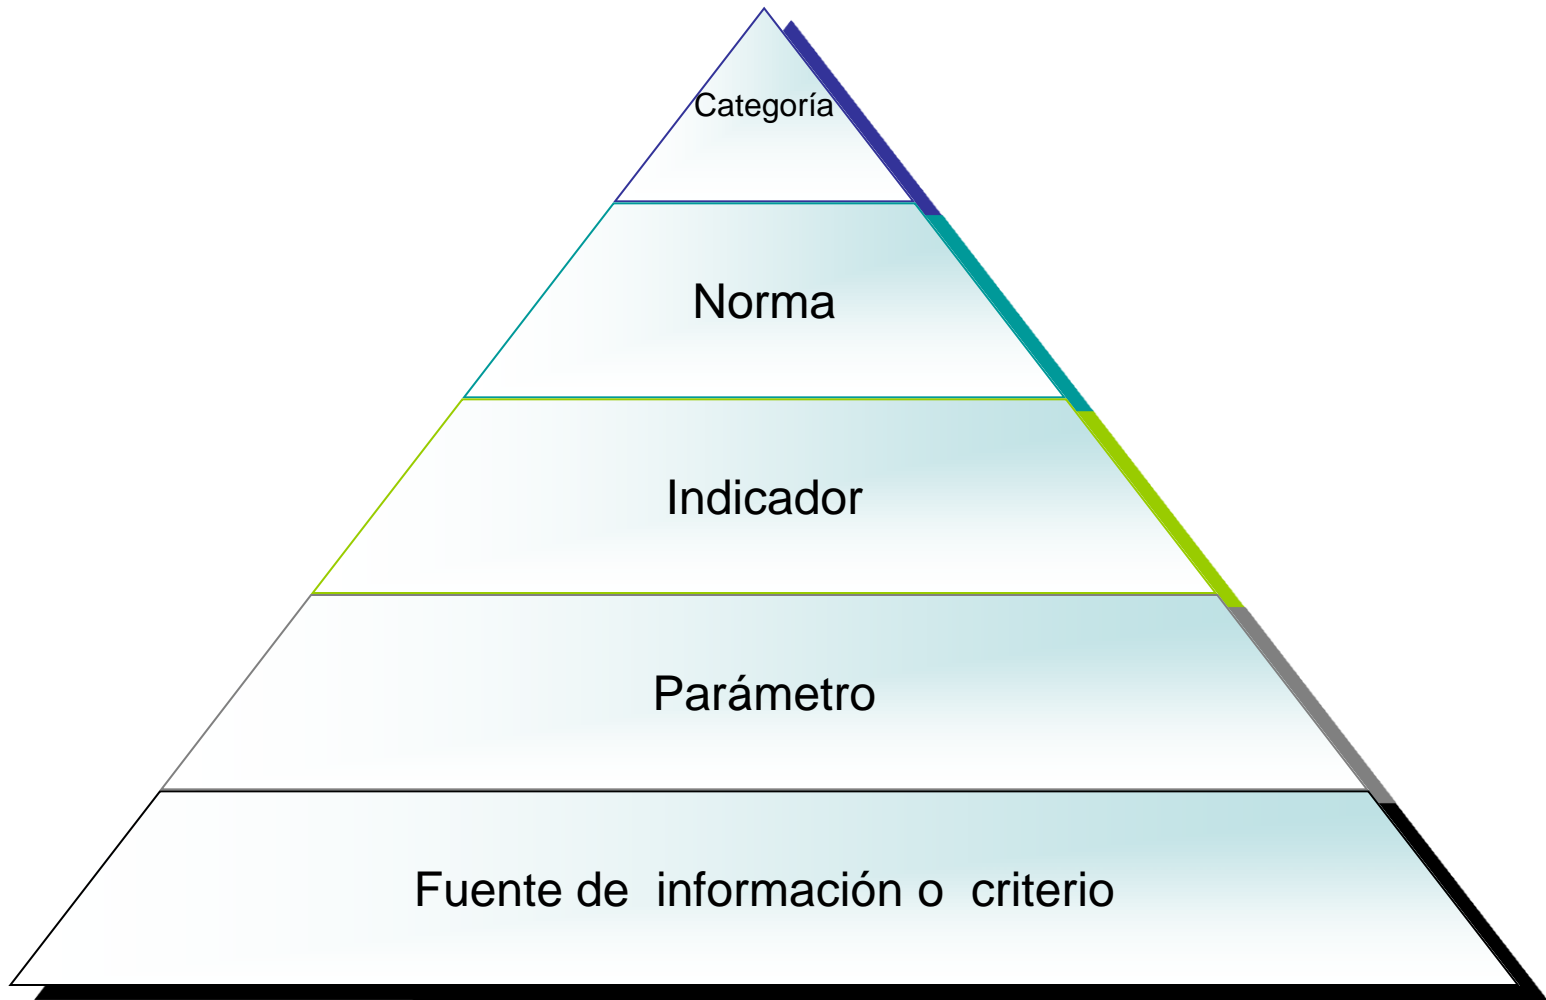 Categoría
Norma
Indicador
Parámetro
Fuente de  información o  criterio